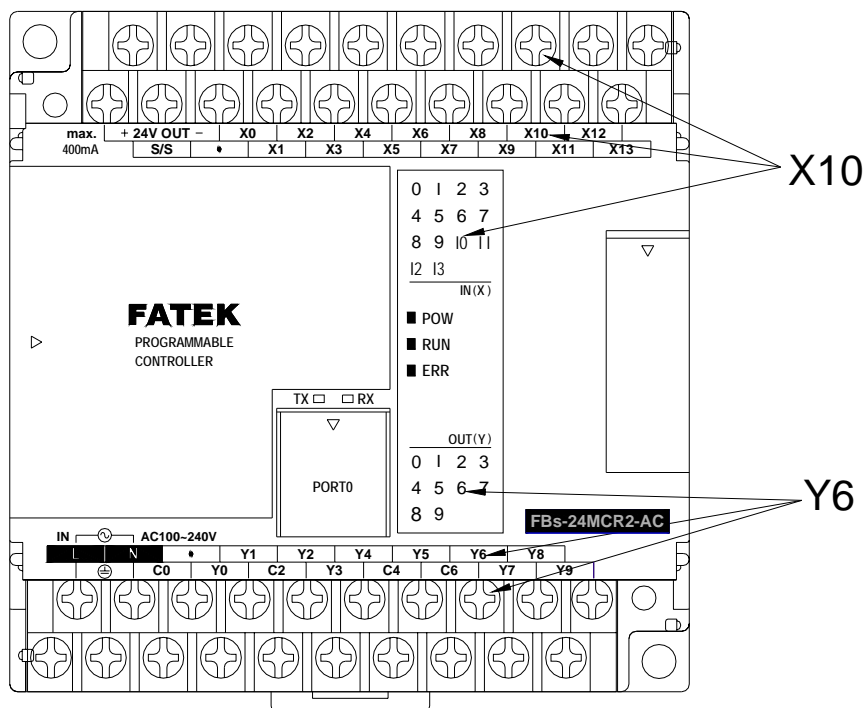 max. + 24V OUT − X0 X2 X4 X6 X8 X10 X12
400mA S/S • X1 X3 X5 X7 X9 X11 X13
X10
0 1 2 3
4 5 6 7
8 9 10 11
12 13
IN(X)
FATEK
PROGRAMMABLE
CONTROLLER
POW
RUN
ERR
TX RX
PORT0
OUT(Y)
0 1 2 3
4 5 6 7
8 9
Y6
FBs-24MCR2-AC
IN AC100~240V
L N • Y1 Y2 Y4 Y5 Y6 Y8
C0 Y0 C2 Y3 C4 C6 Y7 Y9